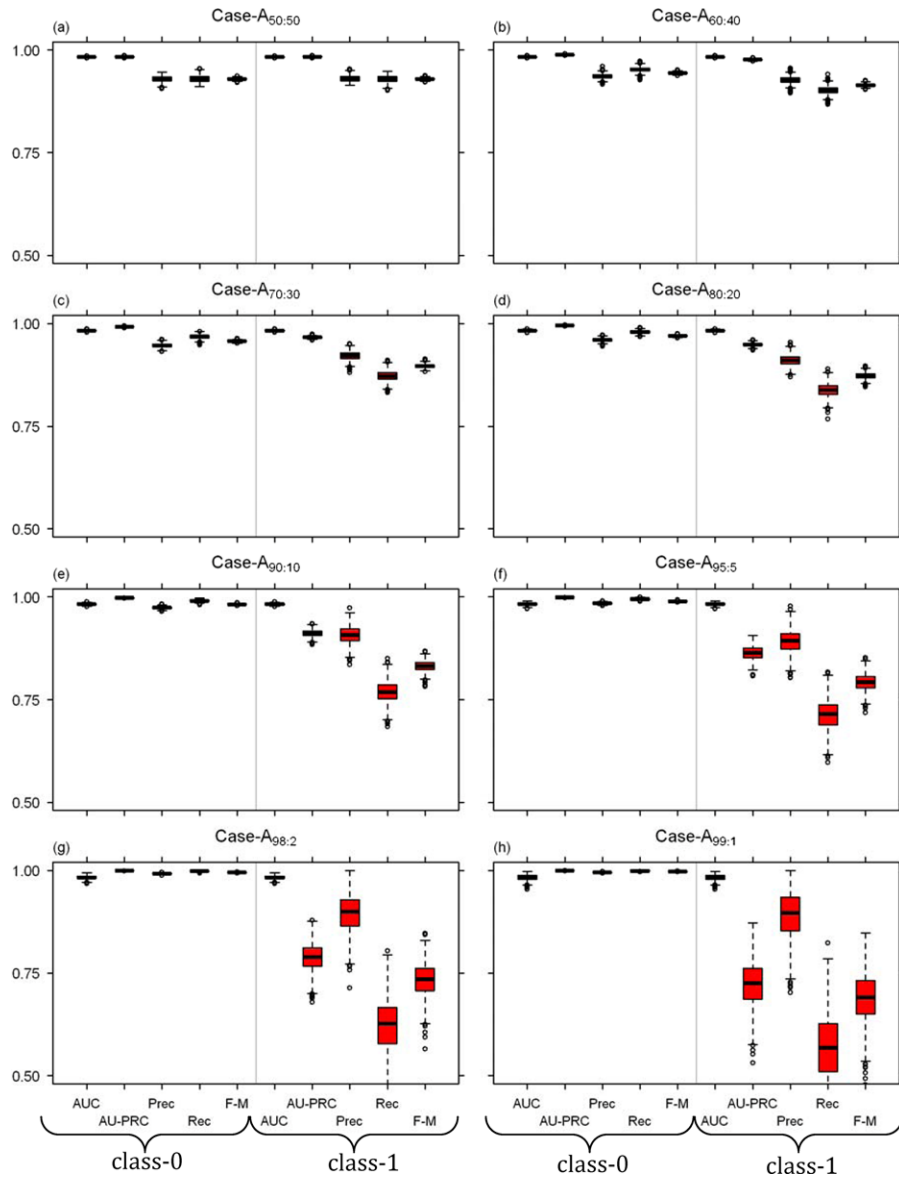 (a) Case-A50:50
(b) Case-A60:40
1.00
0.75
0.50
(c) Case-A70:30
(d) Case-A80:20
1.00
0.75
0.50
(e) Case-A90:10
(f) Case-A95:5
1.00
0.75
0.50
(g) Case-A98:2
(h) Case-A99:1
1.00
0.75
0.50
AUC Prec F-M AU-PRC Rec AUC Prec F-M AU-PRC Rec
AU-PRC Rec AUC Prec F-M AU-PRC Rec AUC Prec F-M
class-0 class-1 class-0 class-1